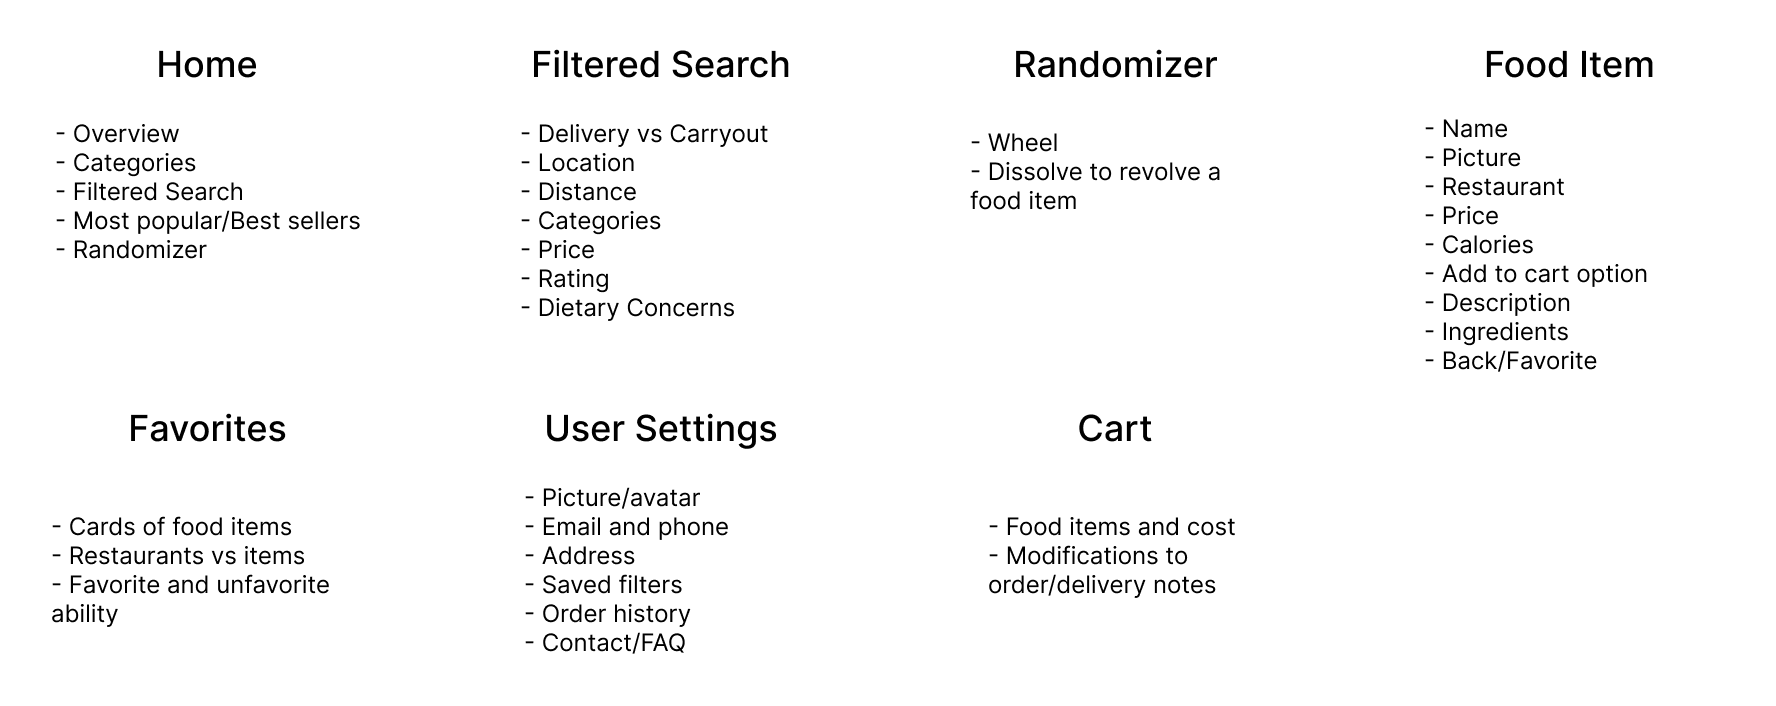 Home
- Overview
- Categories
- Filtered Search
- Most popular/Best sellers
- Randomizer
Filtered Search
- Delivery vs Carryout
- Location
- Distance
- Categories
- Price
- Rating
- Dietary Concerns
Randomizer
- Wheel
- Dissolve to revolve a
food item
Food Item
- Name
- Picture
- Restaurant
- Price
- Calories
- Add to cart option
- Description
- Ingredients
- Back/Favorite
Favorites
- Cards of food items
- Restaurants vs items
- Favorite and unfavorite
ability
User Settings
- Picture/avatar
- Email and phone
- Address
- Saved filters
- Order history
- Contact/FAQ
Cart
- Food items and cost
- Modifications to
order/delivery notes